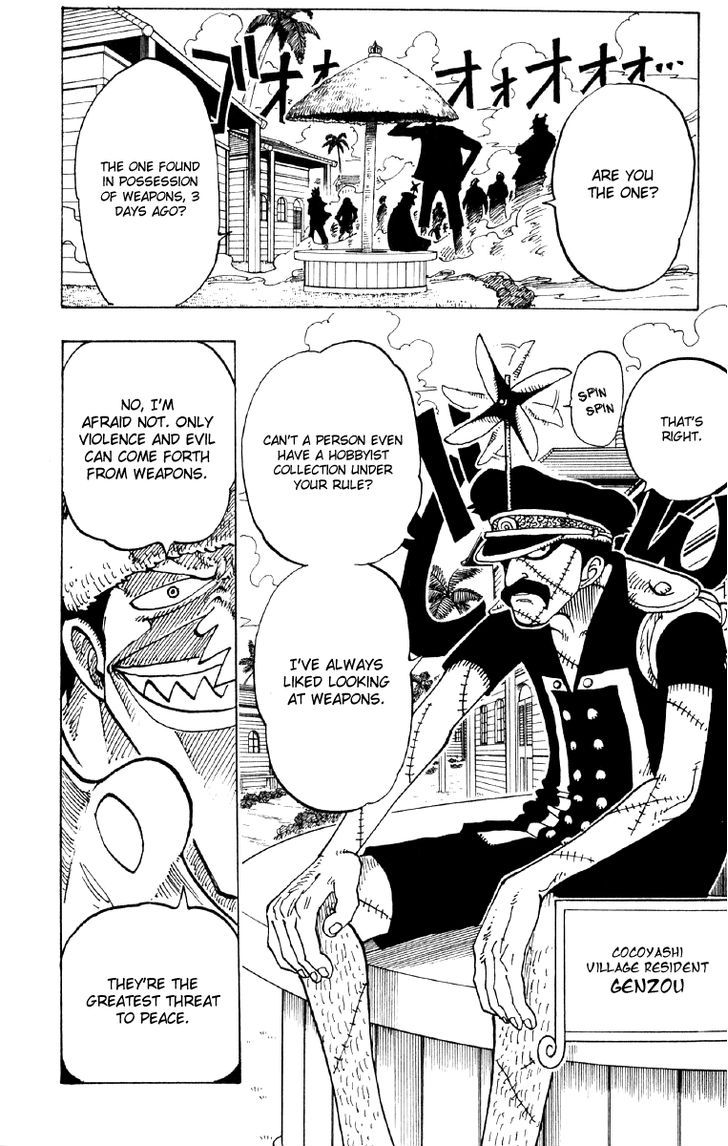 ARE YOU
THE ONE?
THE ONE FOUND
IN POSSESSION
OF WEAPONS, 3
DAYS AGO?
オオオオオ...
THAT'S
RIGHT.
SPIN
SPIN
CAN'T A PERSON EVEN
HAVE A HOBBYIST
COLLECTION UNDER
YOUR RULE?
I'VE ALWAYS
LIKED LOOKING
AT WEAPONS.
COCOYASHI
VILLAGE RESIDENT
GENZOU
NO, I'M
AFRAID NOT. ONLY
VIOLENCE AND EVIL
CAN COME FORTH
FROM WEAPONS.
THEY'RE THE
GREATEST THREAT
TO PEACE.